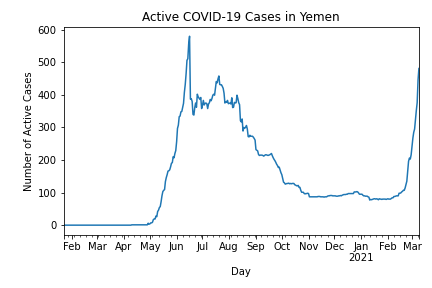 Active COVID-19 Cases in Yemen
Number of Active Cases
600
500
400
300
200
100
0
Feb Mar Apr May Jun Jul Aug Sep Oct Nov Dec Jan Feb Mar
2021
Day